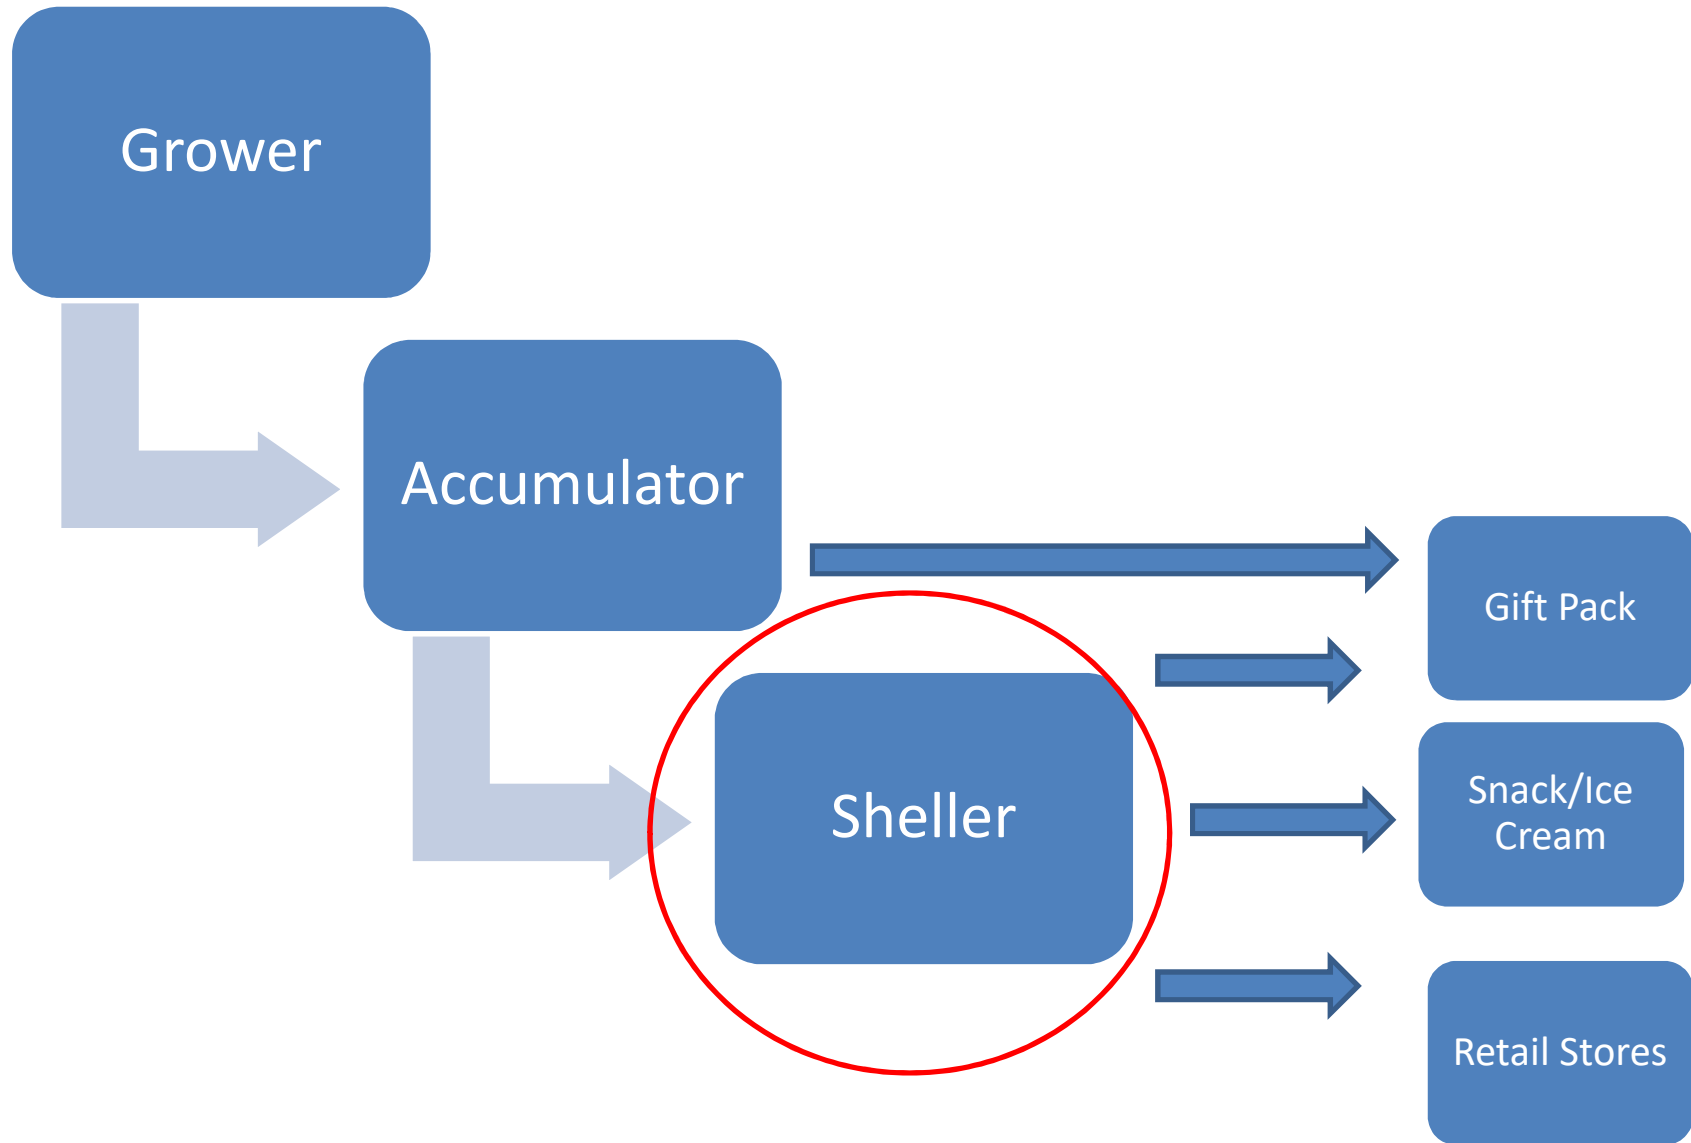 Grower
Accumulator
Gift Pack
Sheller
Snack/Ice
Cream
Retail Stores